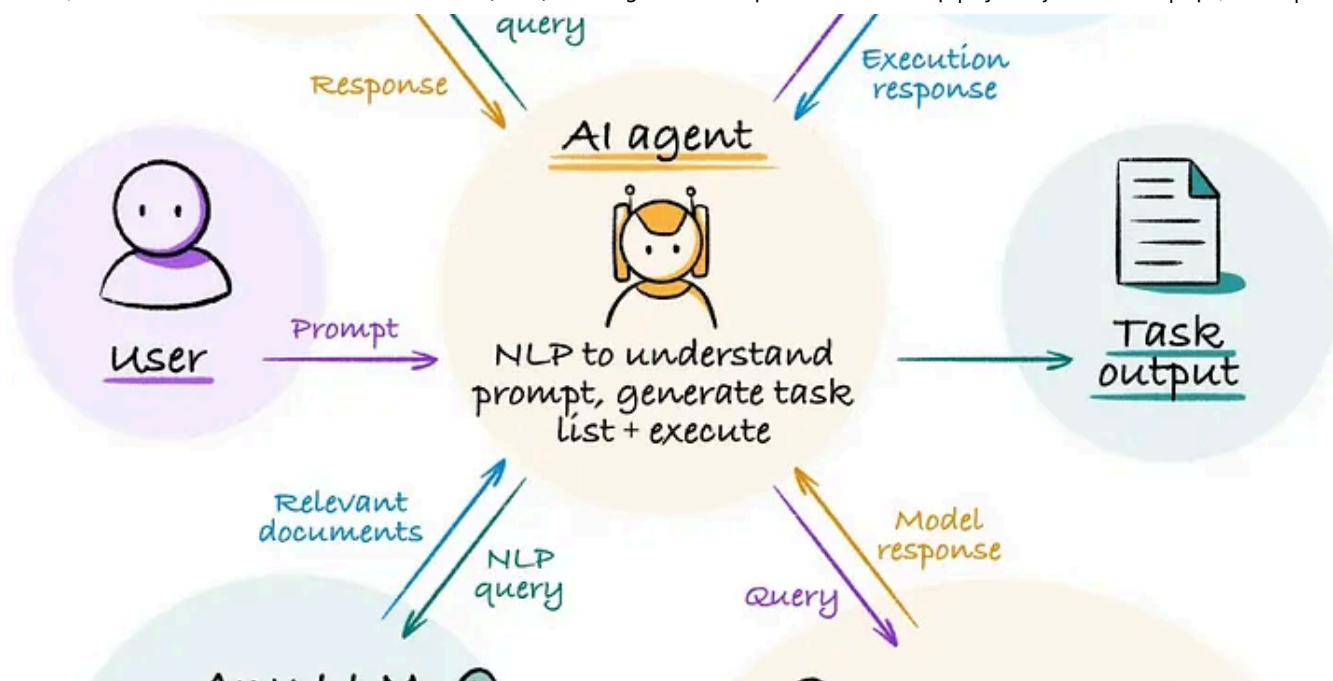 query
Response
Execution
response
AI agent
User
Prompt
NLP to understand
prompt, generate task
list + execute
Task
output
Relevant
documents
NLP
query
Model
response
Query